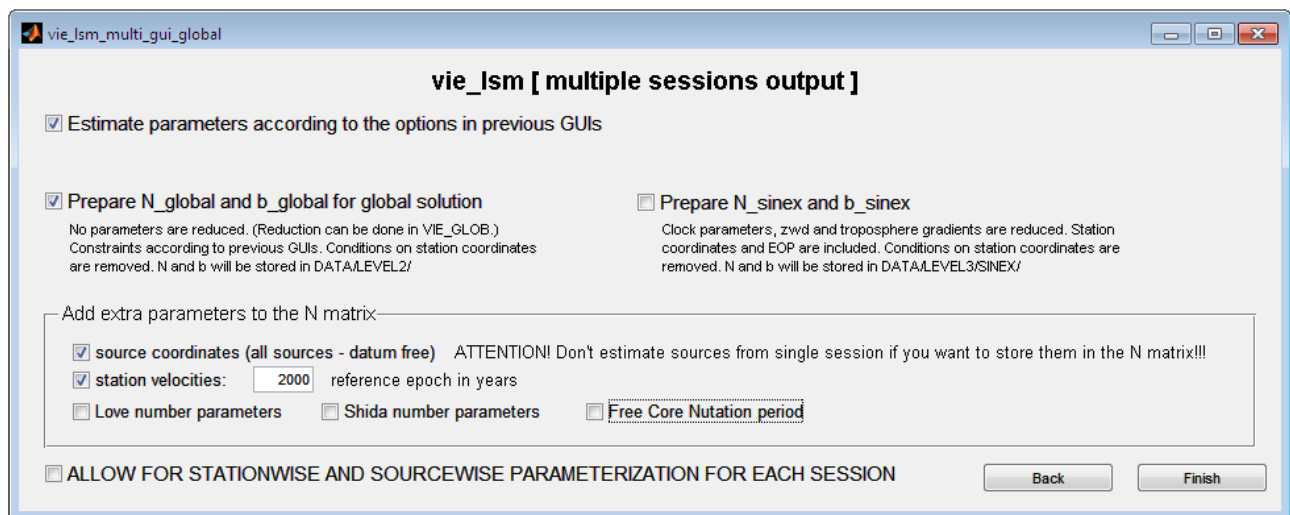 vie_lsm_multi_gui_global
vie_lsm [ multiple sessions output ]
Estimate parameters according to the options in previous GUIs
Prepare N_global and b_global for global solution
No parameters are reduced. (Reduction can be done in VIE_GLOB.)
Constraints according to previous GUIs. Conditions on station coordinates
are removed. N and b will be stored in DATA/LEVEL2/
Prepare N_sinex and b_sinex
Clock parameters, zwd and troposphere gradients are reduced. Station
coordinates and EOP are included. Conditions on station coordinates are
removed. N and b will be stored in DATA/LEVEL3/SINEX/
Add extra parameters to the N matrix
source coordinates (all sources - datum free) ATTENTION! Don't estimate sources from single session if you want to store them in the N matrix!!!
station velocities: 2000 reference epoch in years
Love number parameters Shida number parameters Free Core Nutation period
ALLOW FOR STATIONWISE AND SOURCEWISE PARAMETERIZATION FOR EACH SESSION
Back Finish